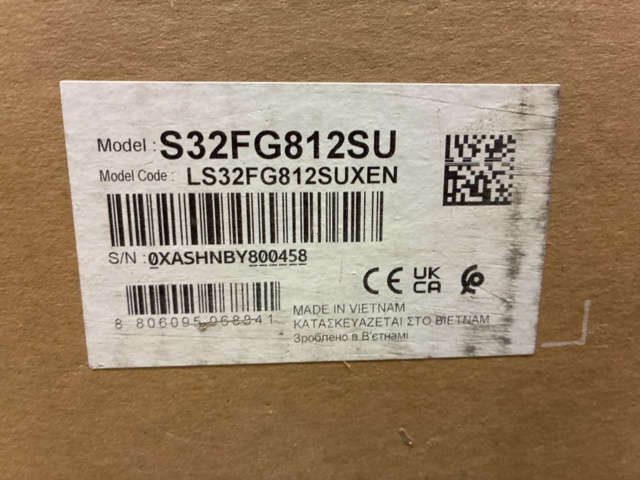 Model : S32FG812SU
Model Code : LS32FG812SUXEN
S/N :0XASHNBY800458
CE UK CA
8 806095 968341
MADE IN VIETNAM
ΚΑΤΑΣΚΕΥΑΖΕΤΑΙ ΣΤΟ ΒΙΕΤΝΑΜ
Зроблено в В'єтнамі